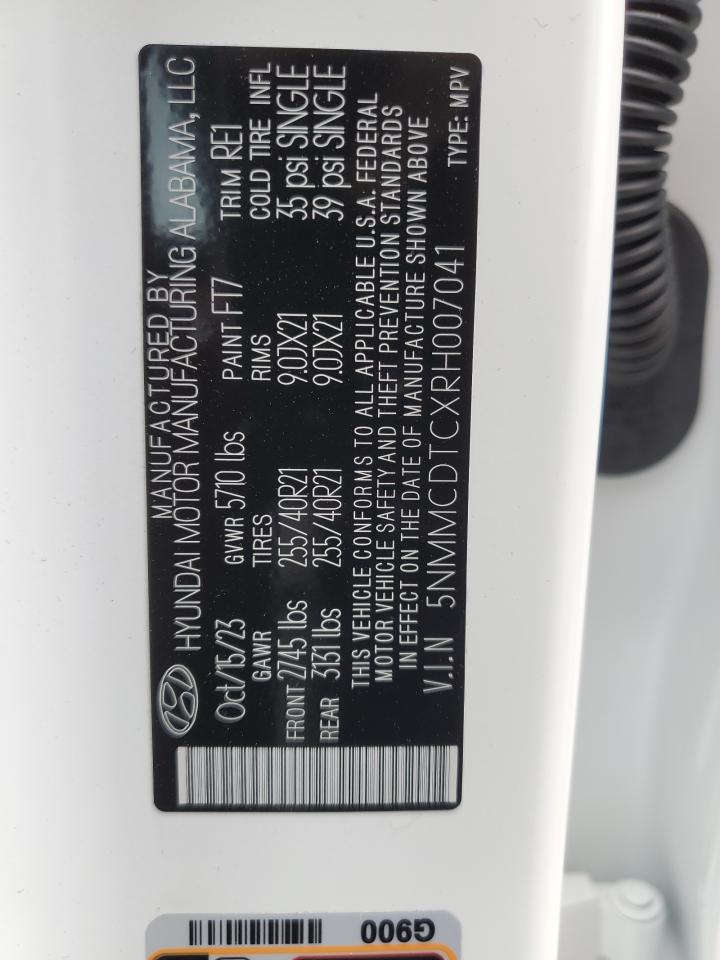 MANUFACTURED BY
HYUNDAI MOTOR MANUFACTURING ALABAMA, LLC
Oct/15/23 GVWR 5710 lbs PAINT FT7 TRIM RE1
GAWR TIRES RIMS COLD TIRE INFL
FRONT 2745 lbs 255/40R21 9.0JX21 35 psi SINGLE
REAR 3131 lbs 255/40R21 9.0JX21 39 psi SINGLE
THIS VEHICLE CONFORMS TO ALL APPLICABLE U.S.A. FEDERAL
MOTOR VEHICLE SAFETY AND THEFT PREVENTION STANDARDS
IN EFFECT ON THE DATE OF MANUFACTURE SHOWN ABOVE
V.I.N 5NMMCDTCXRH007041 TYPE: MPV
G900